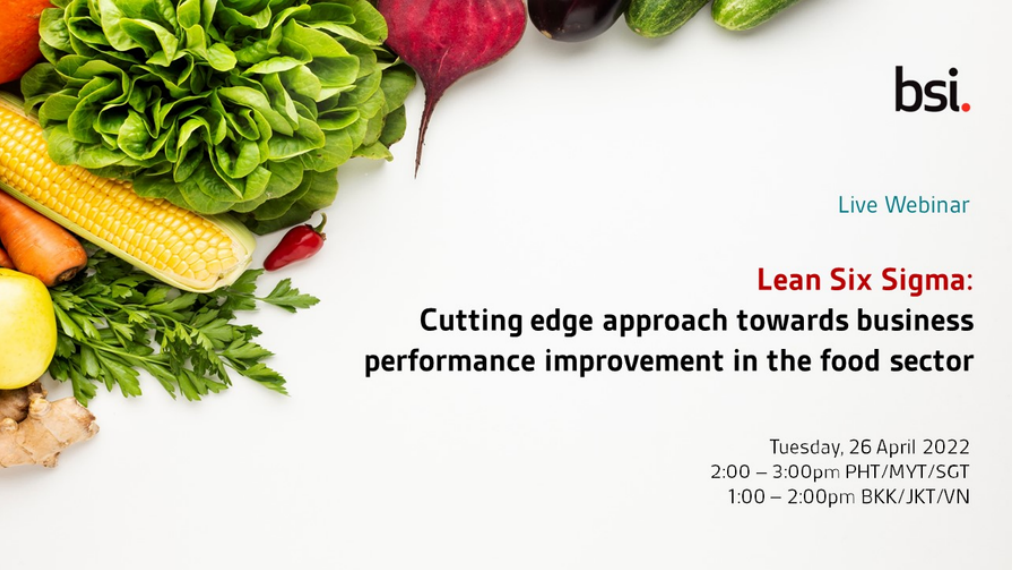 bsi.
Live Webinar
Lean Six Sigma:
Cutting edge approach towards business
performance improvement in the food sector
Tuesday, 26 April 2022
2:00 – 3:00pm PHT/MYT/SGT
1:00 – 2:00pm BKK/JKT/VN